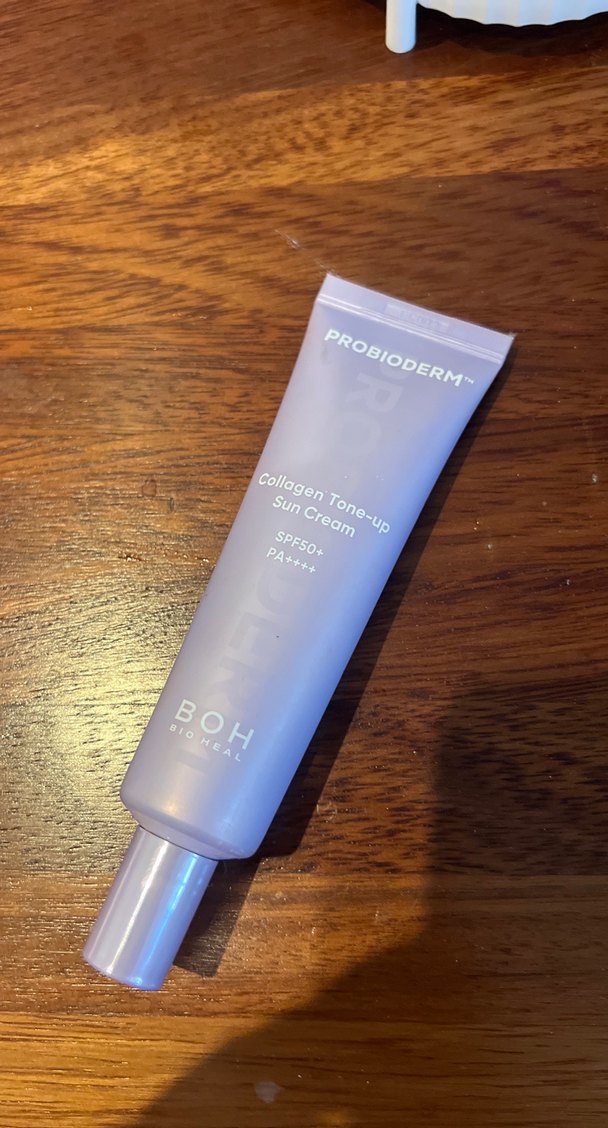 PROBIODERM™
Collagen Tone-up
Sun Cream
SPF50+
PA++++
BOH
BIO HEAL